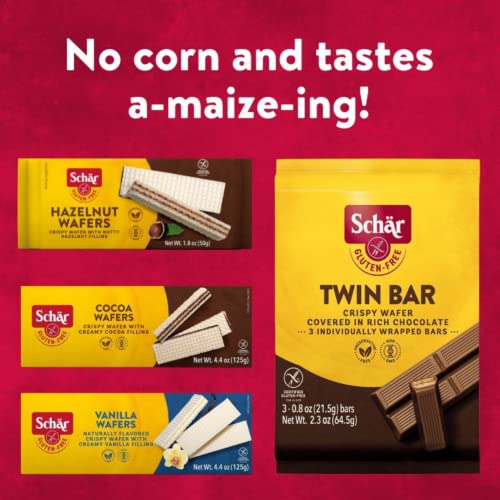 No corn and tastes
a-maize-ing!
Schär
GLUTEN-FREE
HAZELNUT
WAFERS
CRISPY WAFER WITH NUTTY
HAZELNUT FILLING
Net Wt. 1.8 oz (50g)
Schär
GLUTEN-FREE
COCOA
WAFERS
CRISPY WAFER WITH
CREAMY COCOA FILLING
Net Wt. 4.4 oz (125g)
Schär
GLUTEN-FREE
VANILLA
WAFERS
NATURALLY FLAVORED
CRISPY WAFER WITH
CREAMY VANILLA FILLING
Net Wt. 4.4 oz (125g)
Schär
GLUTEN-FREE
TWIN BAR
CRISPY WAFER
COVERED IN RICH CHOCOLATE
3 INDIVIDUALLY WRAPPED BARS
CERTIFIED
GLUTEN-FREE
3 - 0.8 oz (21.5g) bars
Net Wt. 2.3 oz (64.5g)